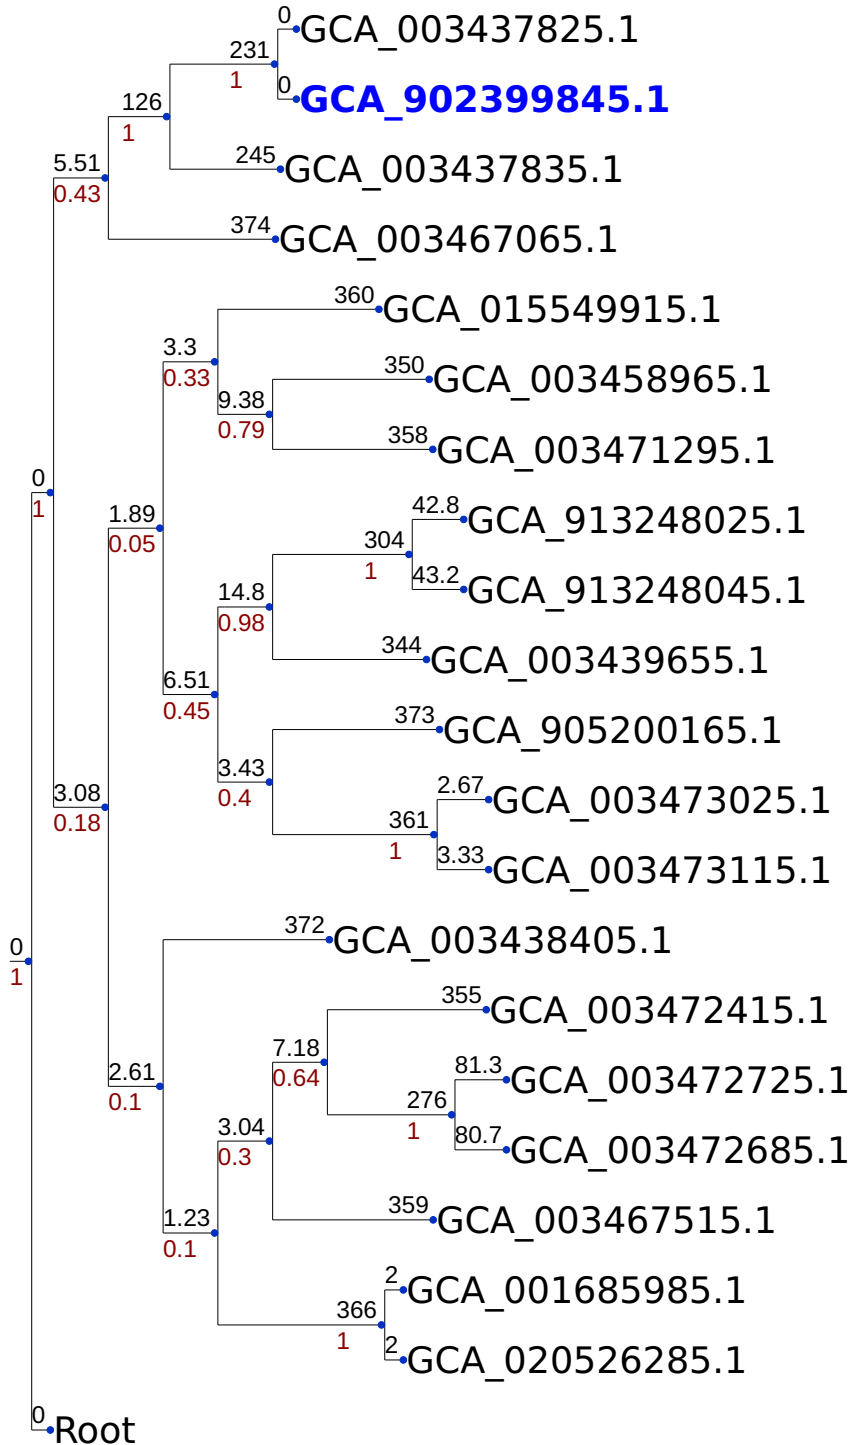 0
GCA_003437825.1
231
1
0
GCA_902399845.1
126
1
245
GCA_003437835.1
5.51
0.43
374
GCA_003467065.1
360
GCA_015549915.1
3.3
0.33
350
GCA_003458965.1
9.38
0.79
358
GCA_003471295.1
0
1
1.89
0.05
42.8
GCA_913248025.1
304
1
43.2
GCA_913248045.1
14.8
0.98
344
GCA_003439655.1
6.51
0.45
373
GCA_905200165.1
3.43
0.4
2.67
GCA_003473025.1
361
1
3.33
GCA_003473115.1
3.08
0.18
372
GCA_003438405.1
0
1
355
GCA_003472415.1
7.18
0.64
81.3
GCA_003472725.1
276
1
80.7
GCA_003472685.1
2.61
0.1
3.04
0.3
359
GCA_003467515.1
1.23
0.1
2
GCA_001685985.1
366
1
2
GCA_020526285.1
0
Root